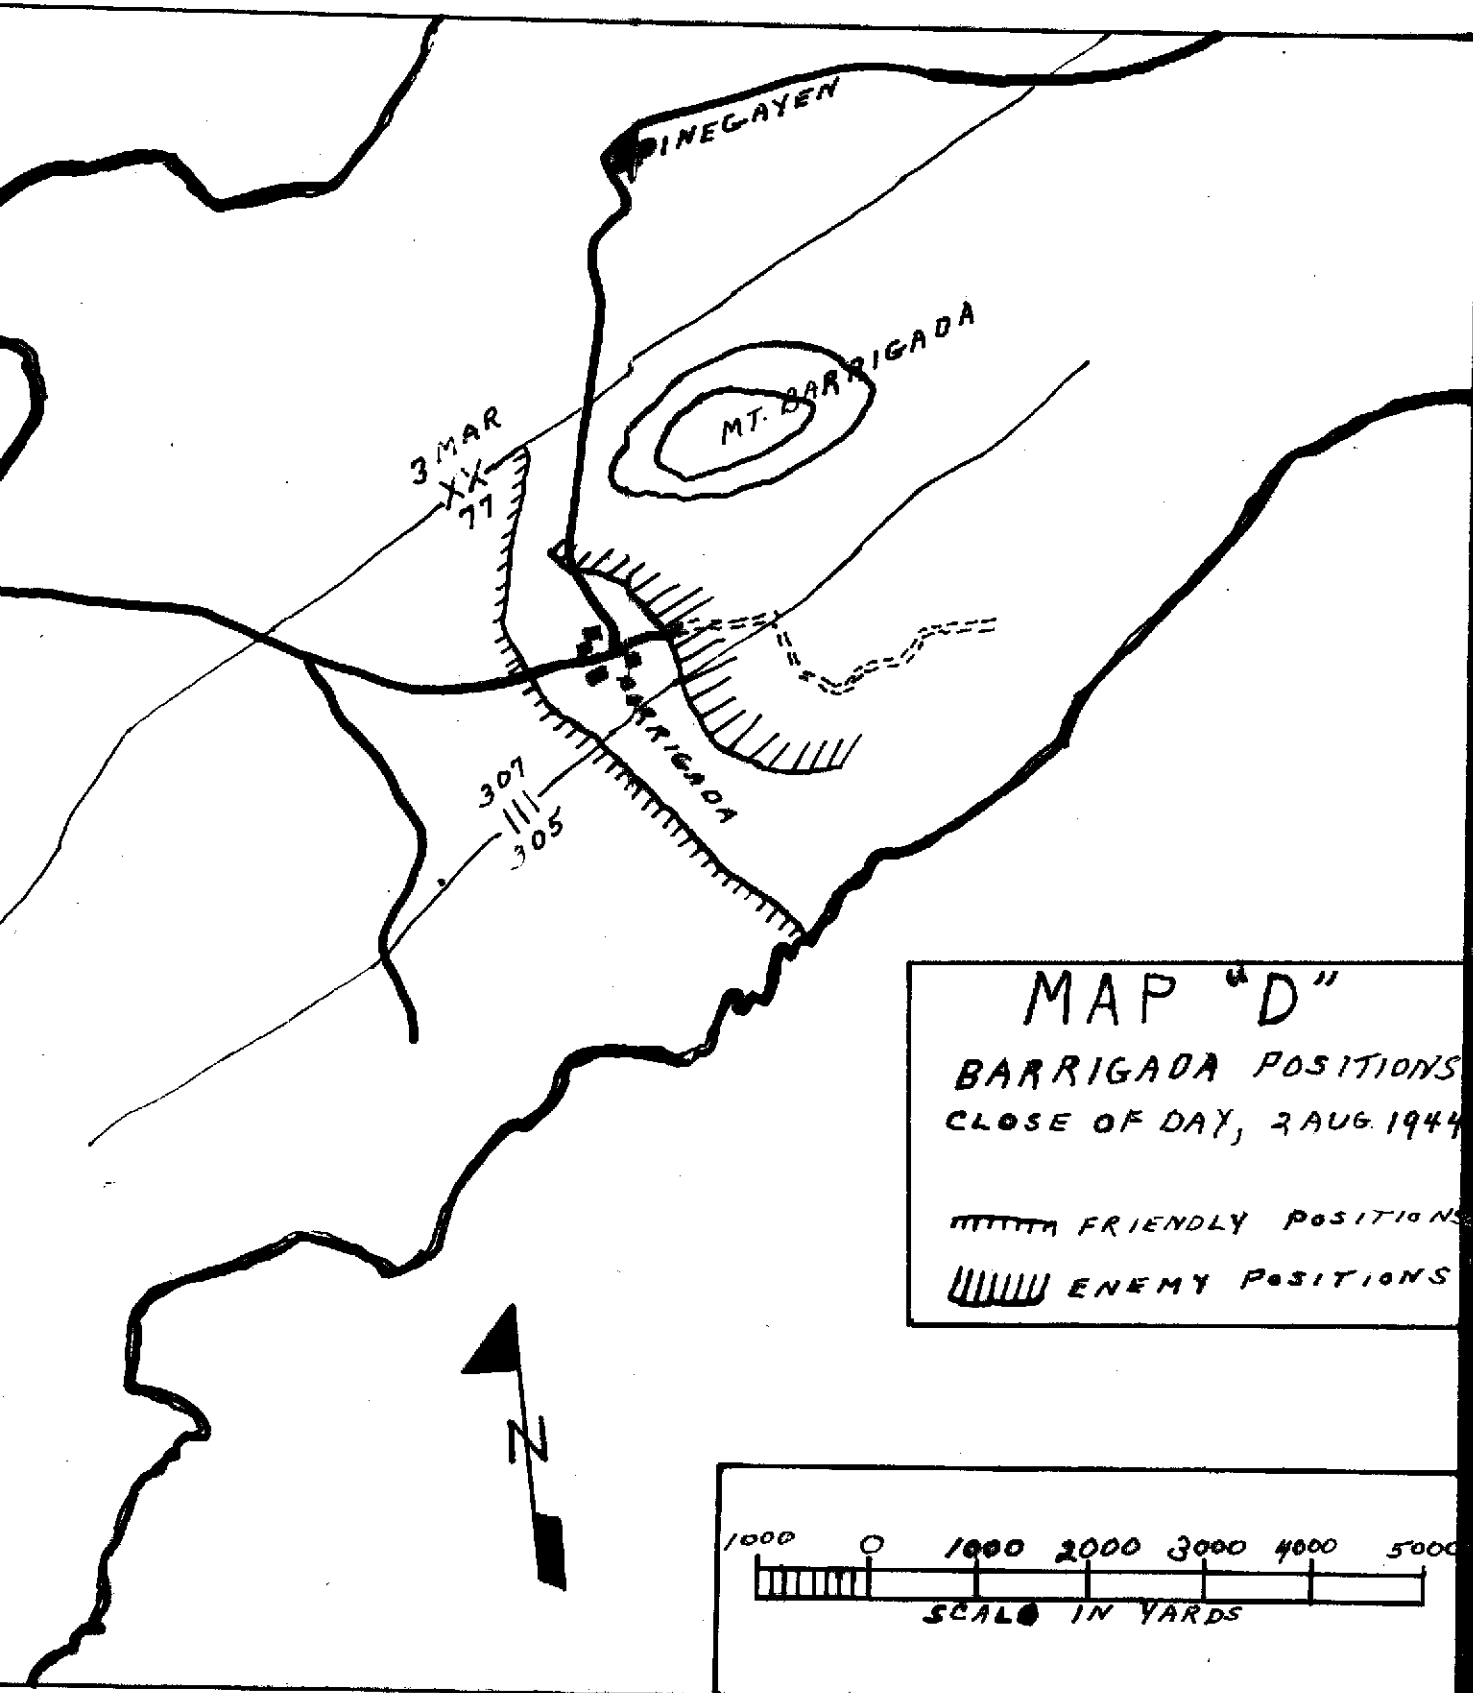 FINEGAYEN
MT. BARRIGADA
3 MAR
XX
77
BARRIGADA
307
III
305
MAP "D"
BARRIGADA POSITIONS
CLOSE OF DAY, 2 AUG. 1944
FRIENDLY POSITIONS
ENEMY POSITIONS
N
1000 0 1000 2000 3000 4000 5000
SCALE IN YARDS